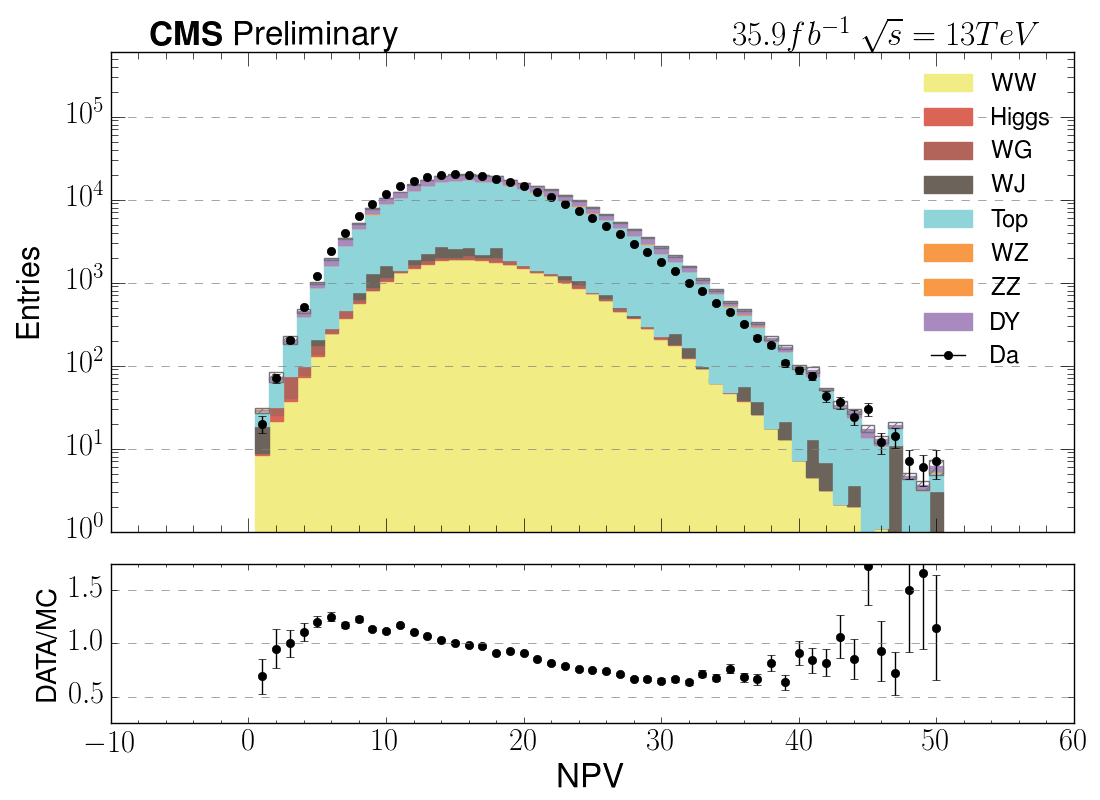 CMS Preliminary
35.9fb⁻¹ √s = 13TeV
WW
Higgs
WG
WJ
Top
WZ
ZZ
DY
Da
Entries
10⁵
10⁴
10³
10²
10¹
10⁰
DATA/MC
1.5
1.0
0.5
−10 0 10 20 30 40 50 60
NPV